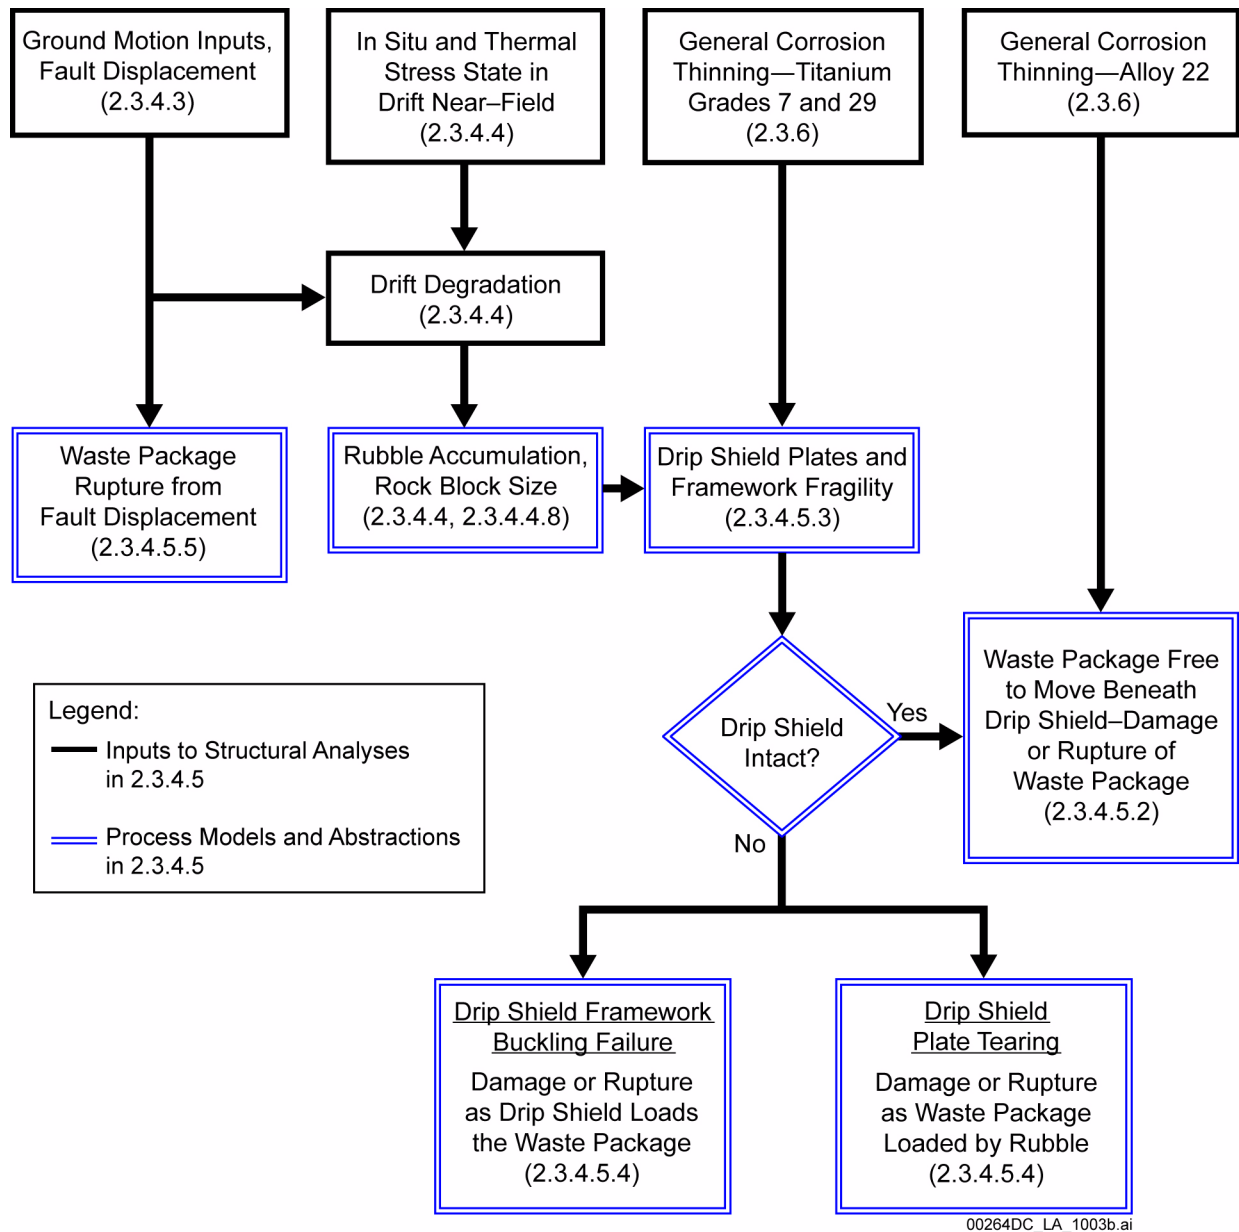 Ground Motion Inputs,
Fault Displacement
(2.3.4.3)
In Situ and Thermal
Stress State in
Drift Near–Field
(2.3.4.4)
General Corrosion
Thinning—Titanium
Grades 7 and 29
(2.3.6)
General Corrosion
Thinning—Alloy 22
(2.3.6)
Drift Degradation
(2.3.4.4)
Waste Package
Rupture from
Fault Displacement
(2.3.4.5.5)
Rubble Accumulation,
Rock Block Size
(2.3.4.4, 2.3.4.4.8)
Drip Shield Plates and
Framework Fragility
(2.3.4.5.3)
Waste Package Free
to Move Beneath
Drip Shield–Damage
or Rupture of
Waste Package
(2.3.4.5.2)
Drip Shield
Intact?
Yes
No
Legend:
Inputs to Structural Analyses
in 2.3.4.5
Process Models and Abstractions
in 2.3.4.5
Drip Shield Framework
Buckling Failure
Damage or Rupture
as Drip Shield Loads
the Waste Package
(2.3.4.5.4)
Drip Shield
Plate Tearing
Damage or Rupture
as Waste Package
Loaded by Rubble
(2.3.4.5.4)
00264DC_LA_1003b.ai